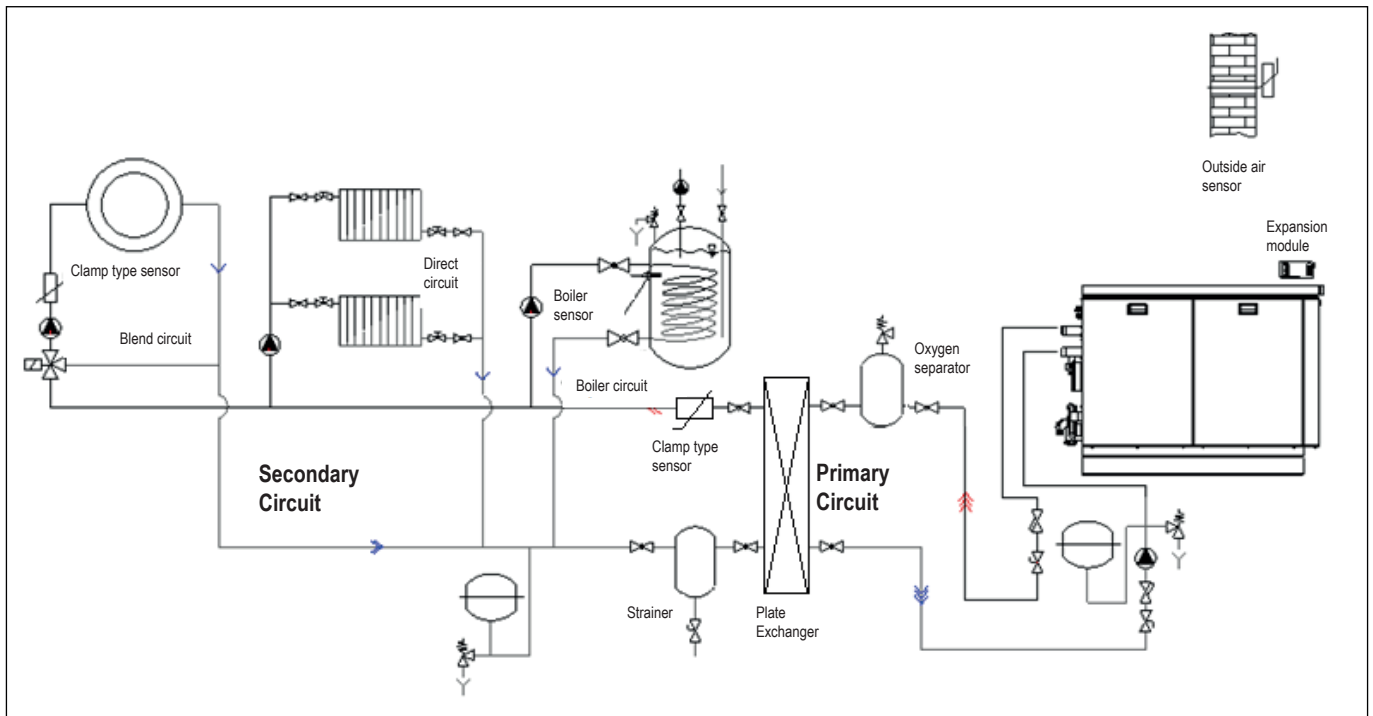 Outside air
sensor
Expansion
module
Clamp type sensor
Direct
circuit
Boiler
sensor
Blend circuit
Oxygen
separator
Boiler circuit
Clamp type
sensor
Secondary
Circuit
Primary
Circuit
Strainer
Plate
Exchanger